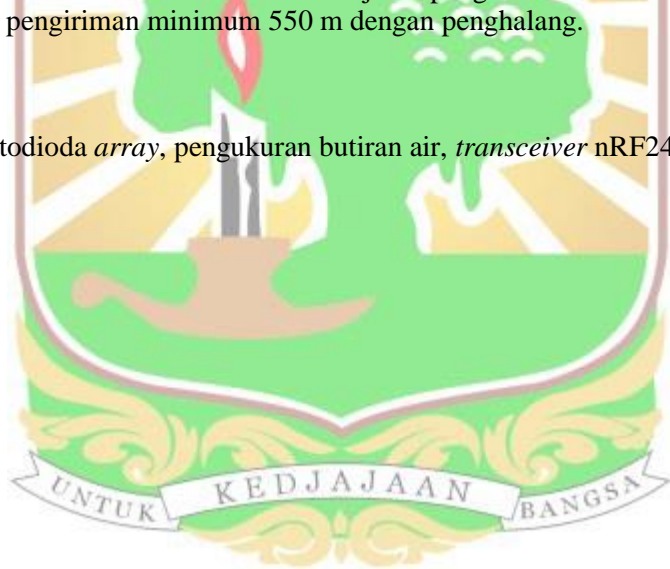 pengiriman minimum 550 m dengan penghalang.
todioda array, pengukuran butiran air, transceiver nRF24
UNTUK KEDJAJAAN BANGSA